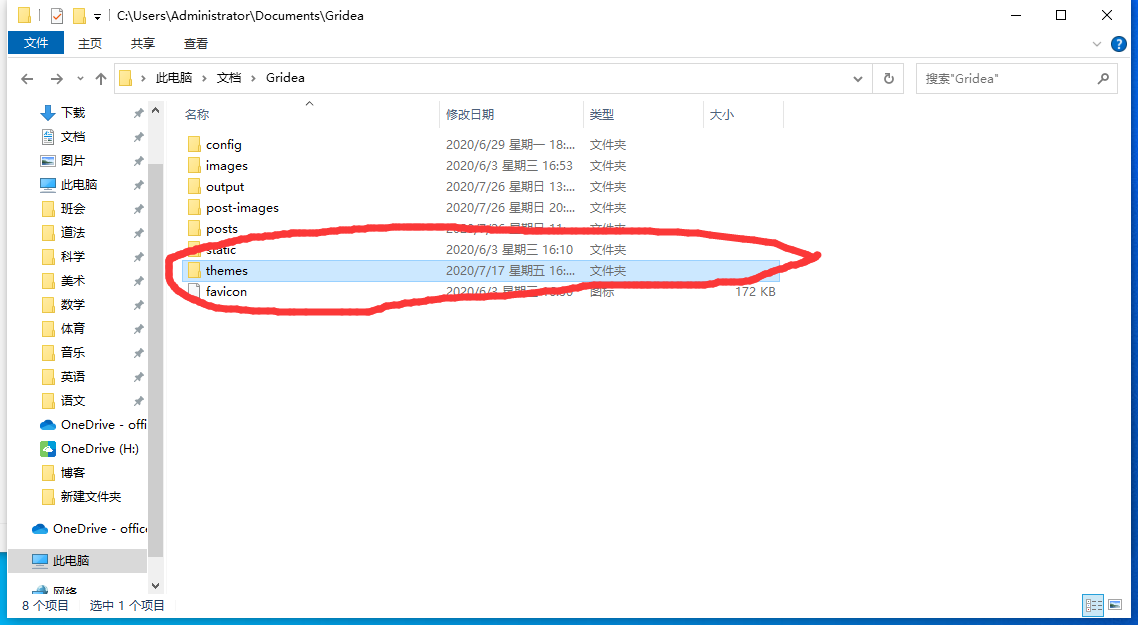 C:\Users\Administrator\Documents\Gridea
文件 主页 共享 查看
此电脑 文档 Gridea 搜索"Gridea"
名称 修改日期 类型 大小
下载
文档
图片
此电脑
班会
道法
科学
美术
数学
体育
音乐
英语
语文
OneDrive - offi
OneDrive (H:)
博客
新建文件夹
OneDrive - office
此电脑
网络
config 2020/6/29 星期一 18:... 文件夹
images 2020/6/3 星期三 16:53 文件夹
output 2020/7/26 星期日 13:... 文件夹
post-images 2020/7/26 星期日 20:... 文件夹
posts 2020/7/26 星期日 11:... 文件夹
static 2020/6/3 星期三 16:10 文件夹
themes 2020/7/17 星期五 16:... 文件夹
favicon 2020/6/3 星期三 图标 172 KB
8 个项目 选中 1 个项目